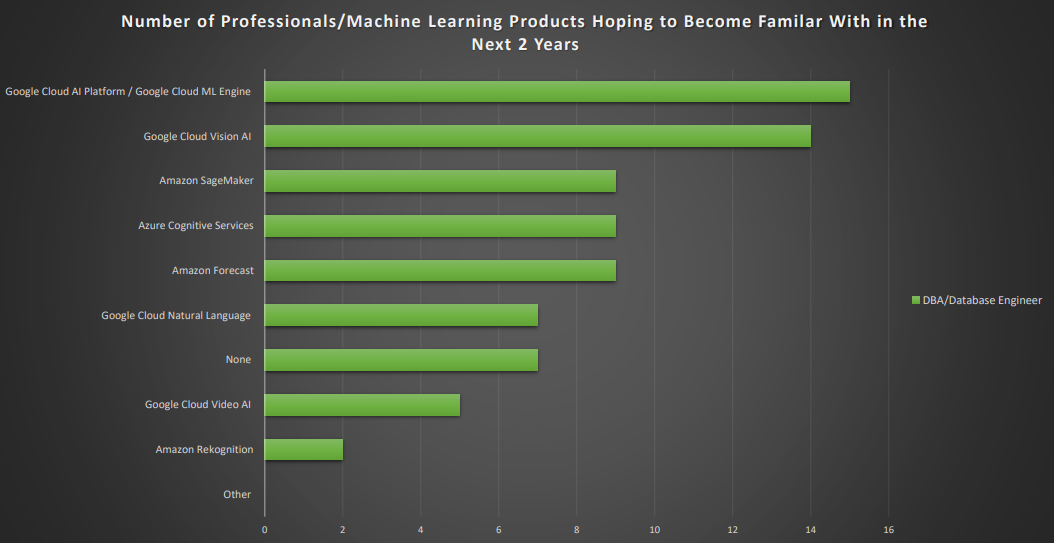 Number of Professionals/Machine Learning Products Hoping to Become Familar With in the
Next 2 Years
Google Cloud AI Platform / Google Cloud ML Engine
Google Cloud Vision AI
Amazon SageMaker
Azure Cognitive Services
Amazon Forecast
Google Cloud Natural Language
None
Google Cloud Video AI
Amazon Rekognition
Other
0 2 4 6 8 10 12 14 16
DBA/Database Engineer